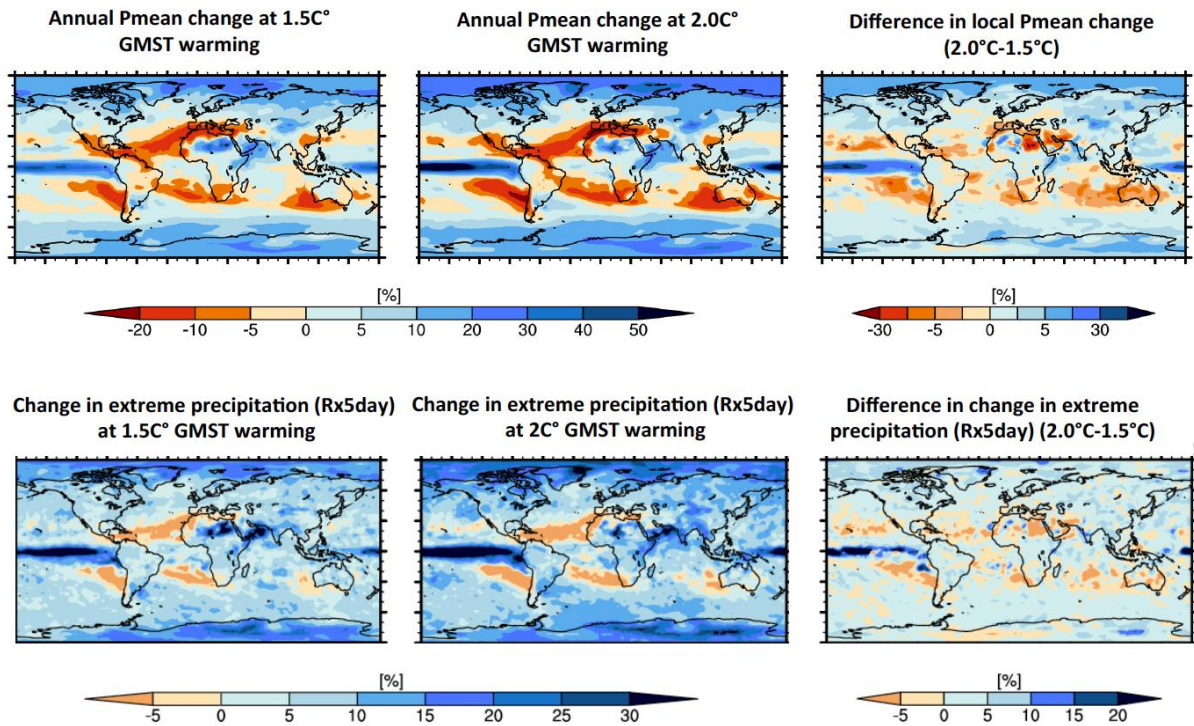 Annual Pmean change at 1.5C°
GMST warming
Annual Pmean change at 2.0C°
GMST warming
Difference in local Pmean change
(2.0°C-1.5°C)
[%]
-20 -10 -5 0 5 10 20 30 40 50
[%]
-30 -5 0 5 30
Change in extreme precipitation (Rx5day)
at 1.5C° GMST warming
Change in extreme precipitation (Rx5day)
at 2C° GMST warming
Difference in change in extreme
precipitation (Rx5day) (2.0°C-1.5°C)
[%]
-5 0 5 10 15 20 25 30
[%]
-5 0 5 10 15 20